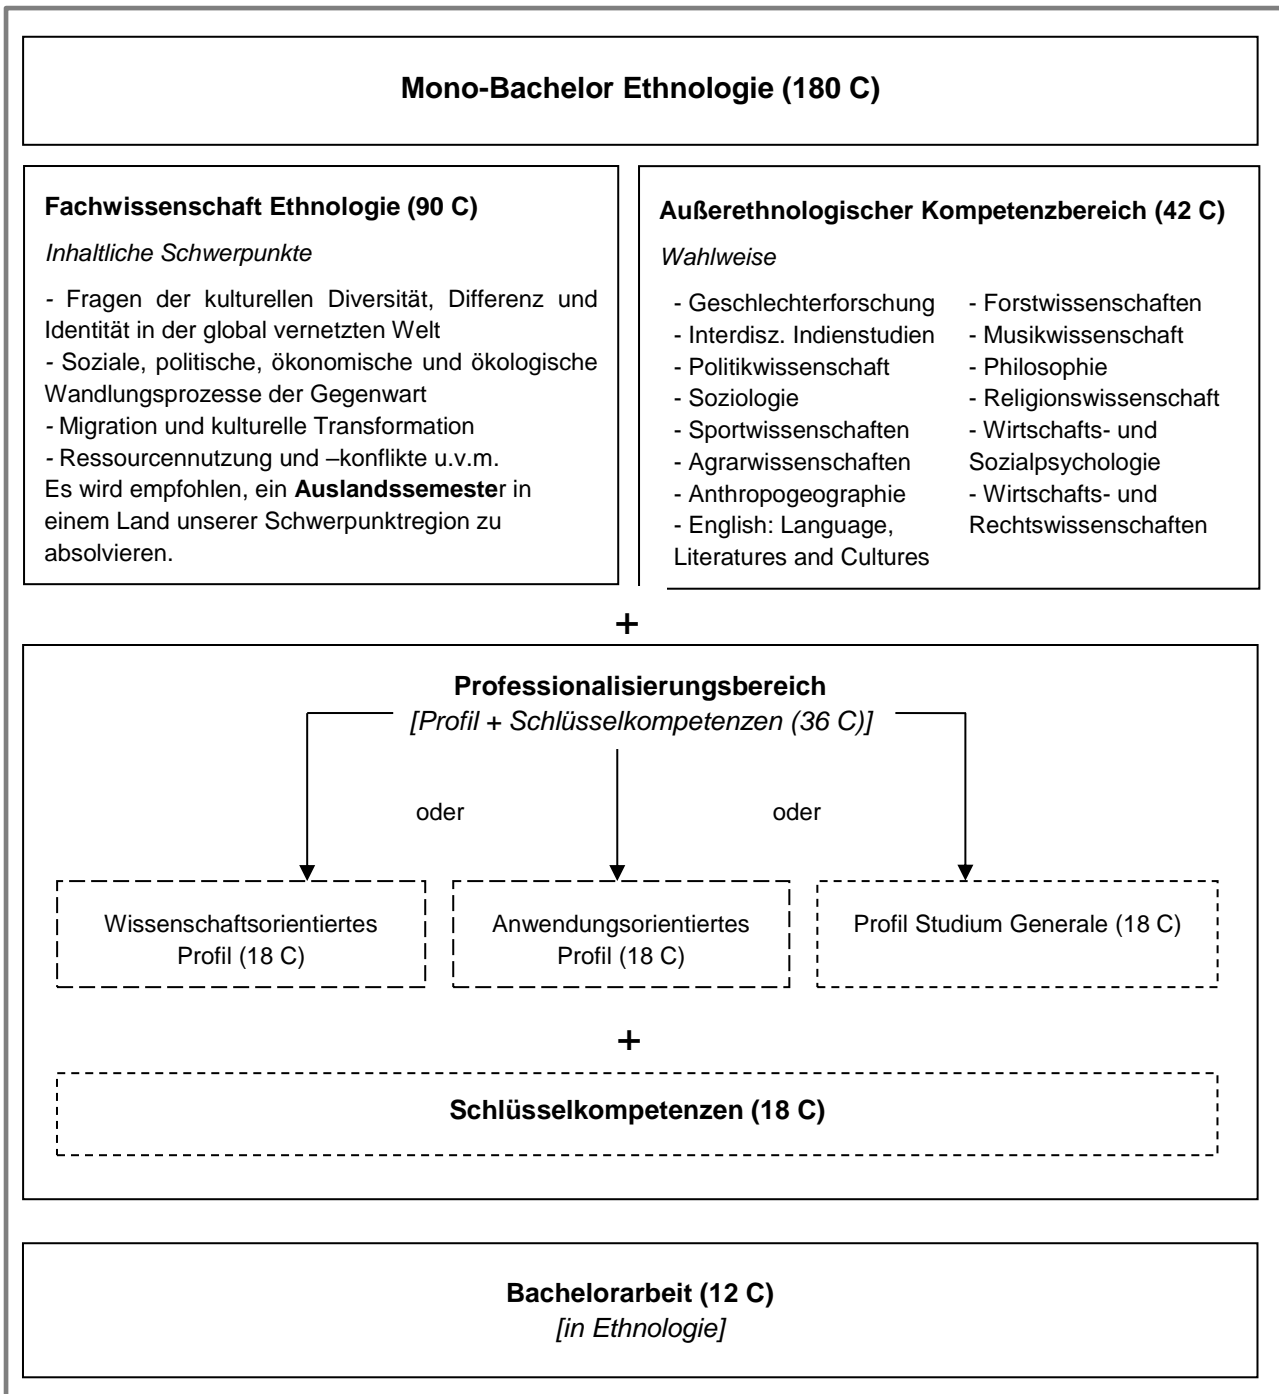 Mono-Bachelor Ethnologie (180 C)
Fachwissenschaft Ethnologie (90 C)
Inhaltliche Schwerpunkte
- Fragen der kulturellen Diversität, Differenz und
Identität in der global vernetzten Welt
- Soziale, politische, ökonomische und ökologische
Wandlungsprozesse der Gegenwart
- Migration und kulturelle Transformation
- Ressourcennutzung und –konflikte u.v.m.
Es wird empfohlen, ein Auslandssemester in
einem Land unserer Schwerpunktregion zu
absolvieren.
Außerethnologischer Kompetenzbereich (42 C)
Wahlweise
- Geschlechterforschung
- Interdisz. Indienstudien
- Politikwissenschaft
- Soziologie
- Sportwissenschaften
- Agrarwissenschaften
- Anthropogeographie
- English: Language,
Literatures and Cultures
- Forstwissenschaften
- Musikwissenschaft
- Philosophie
- Religionswissenschaft
- Wirtschafts- und
Sozialpsychologie
- Wirtschafts- und
Rechtswissenschaften
+
Professionalisierungsbereich
[Profil + Schlüsselkompetenzen (36 C)]
oder
oder
Wissenschaftsorientiertes
Profil (18 C)
Anwendungsorientiertes
Profil (18 C)
Profil Studium Generale (18 C)
+
Schlüsselkompetenzen (18 C)
Bachelorarbeit (12 C)
[in Ethnologie]